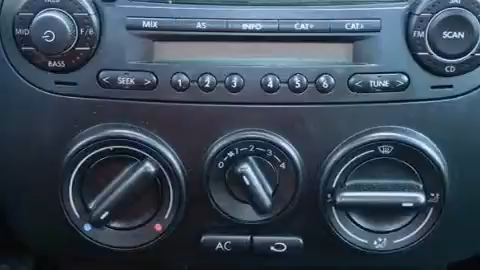 MIX AS INFO CAT< CAT>
MID F/B FM SCAN
BASS CD
SEEK 1 2 3 4 5 6 TUNE
0 1 2 3 4
AC